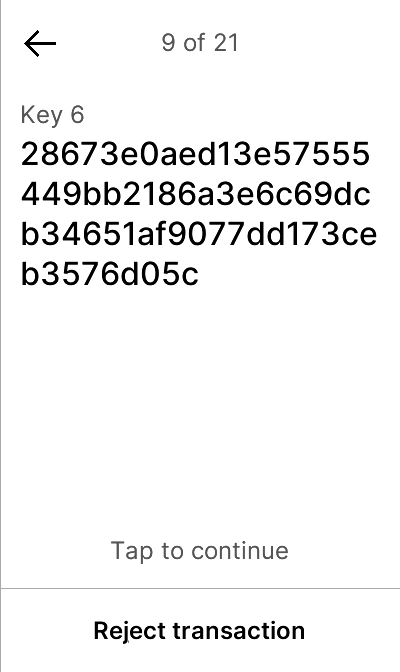 9 of 21
Key 6
28673e0aed13e57555
449bb2186a3e6c69dc
b34651af9077dd173ce
b3576d05c
Tap to continue
Reject transaction